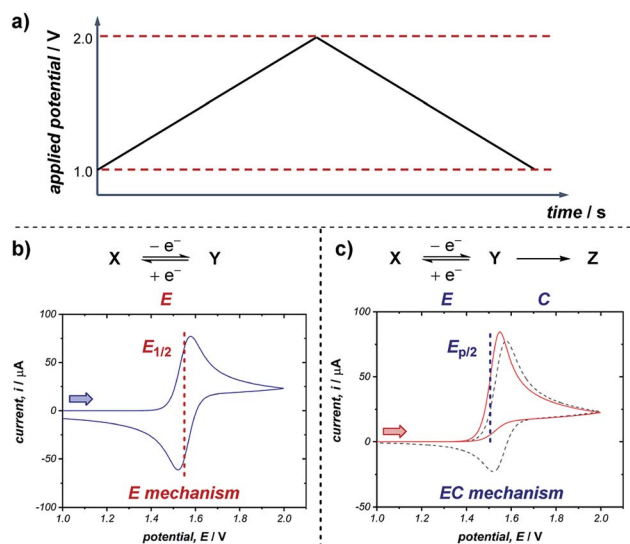 a)
2.0
1.0
applied potential / V
time / s
b)
X
− e⁻
+ e⁻
Y
E
100
50
0
-50
-100
current, i / μA
E1/2
E mechanism
1.0 1.2 1.4 1.6 1.8 2.0
potential, E / V
c)
X
− e⁻
+ e⁻
Y
Z
E C
100
50
0
-50
current, i / μA
Ep/2
EC mechanism
1.0 1.2 1.4 1.6 1.8 2.0
potential, E / V